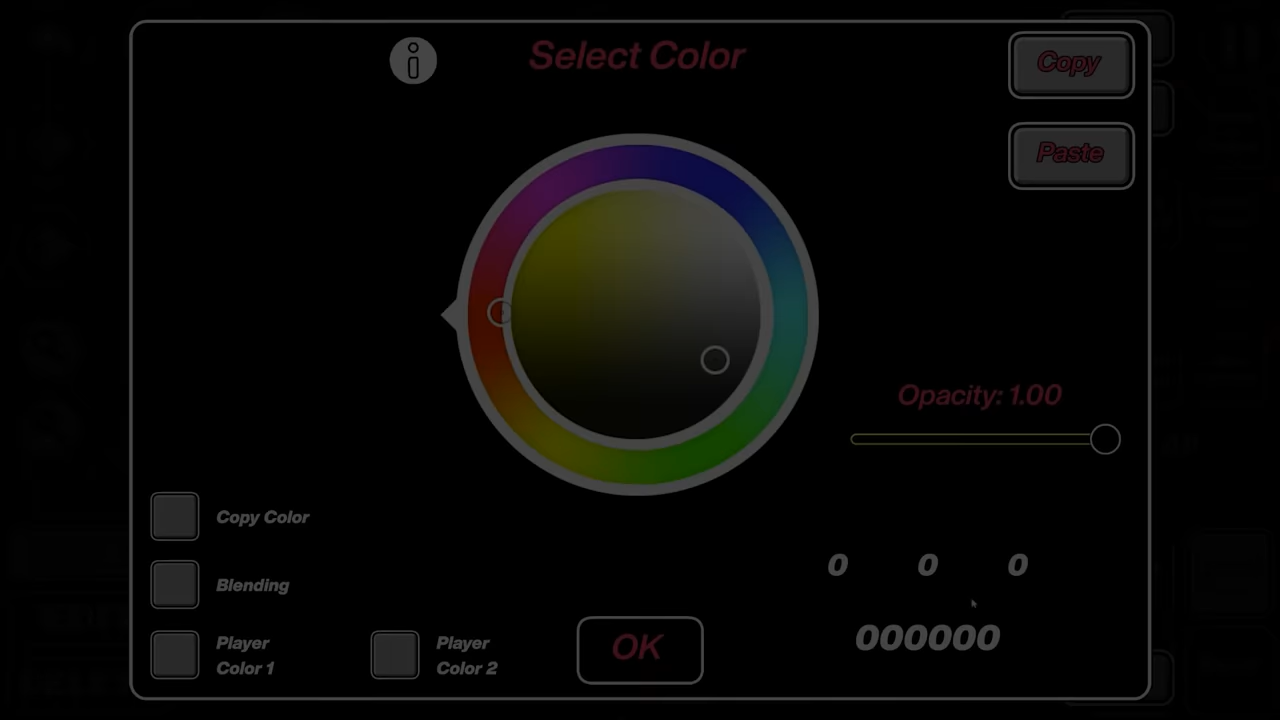 Select Color
Copy
Paste
Opacity: 1.00
Copy Color
Blending
0 0 0
Player
Color 1
Player
Color 2
OK
000000